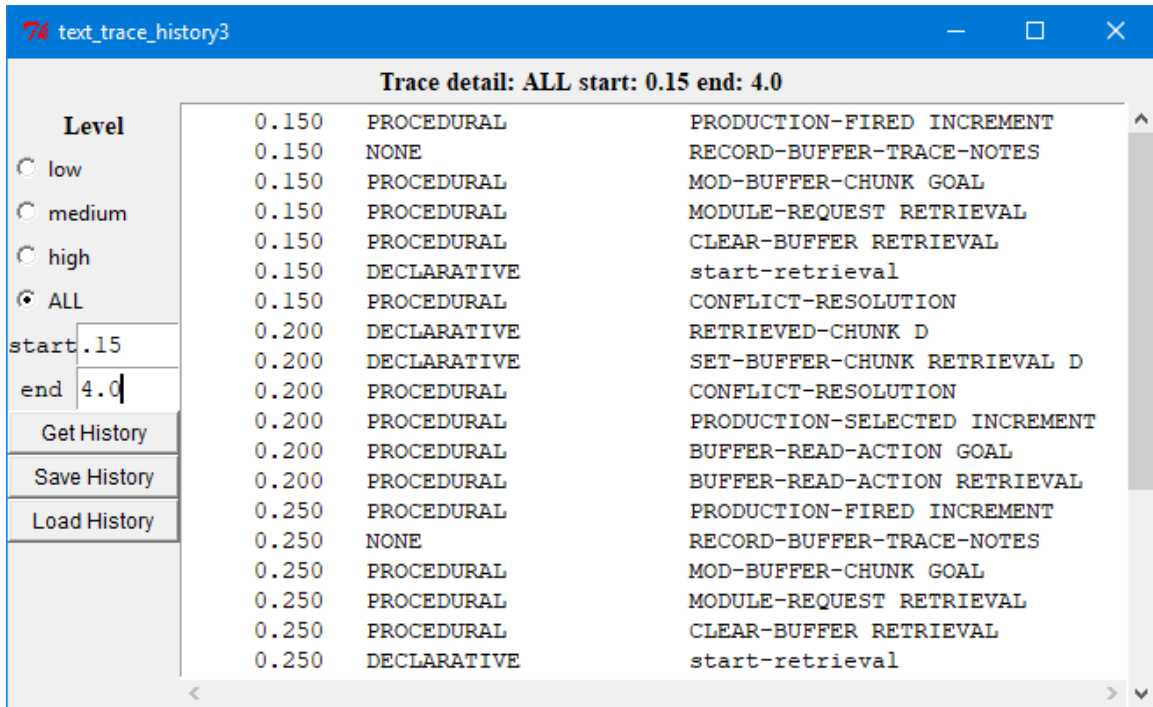 text_trace_history3
Trace detail: ALL start: 0.15 end: 4.0
Level
low
medium
high
ALL
start .15
end 4.0
Get History
Save History
Load History
0.150 PROCEDURAL PRODUCTION-FIRED INCREMENT
0.150 NONE RECORD-BUFFER-TRACE-NOTES
0.150 PROCEDURAL MOD-BUFFER-CHUNK GOAL
0.150 PROCEDURAL MODULE-REQUEST RETRIEVAL
0.150 PROCEDURAL CLEAR-BUFFER RETRIEVAL
0.150 DECLARATIVE start-retrieval
0.150 PROCEDURAL CONFLICT-RESOLUTION
0.200 DECLARATIVE RETRIEVED-CHUNK D
0.200 DECLARATIVE SET-BUFFER-CHUNK RETRIEVAL D
0.200 PROCEDURAL CONFLICT-RESOLUTION
0.200 PROCEDURAL PRODUCTION-SELECTED INCREMENT
0.200 PROCEDURAL BUFFER-READ-ACTION GOAL
0.200 PROCEDURAL BUFFER-READ-ACTION RETRIEVAL
0.250 PROCEDURAL PRODUCTION-FIRED INCREMENT
0.250 NONE RECORD-BUFFER-TRACE-NOTES
0.250 PROCEDURAL MOD-BUFFER-CHUNK GOAL
0.250 PROCEDURAL MODULE-REQUEST RETRIEVAL
0.250 PROCEDURAL CLEAR-BUFFER RETRIEVAL
0.250 DECLARATIVE start-retrieval